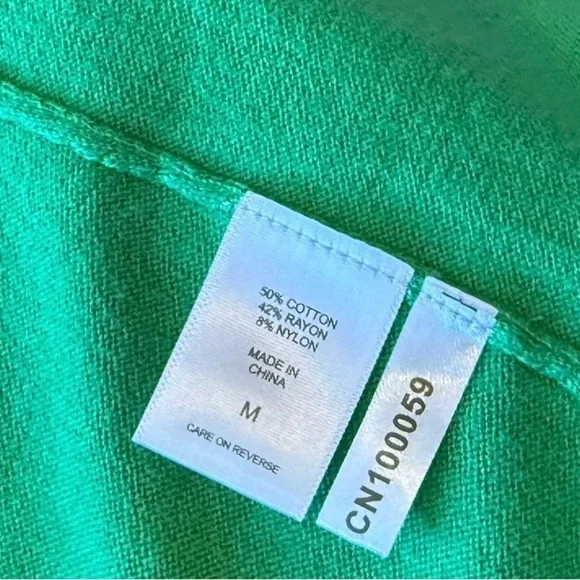 50% COTTON
42% RAYON
8% NYLON
MADE IN
CHINA
M
CARE ON REVERSE
CN100059